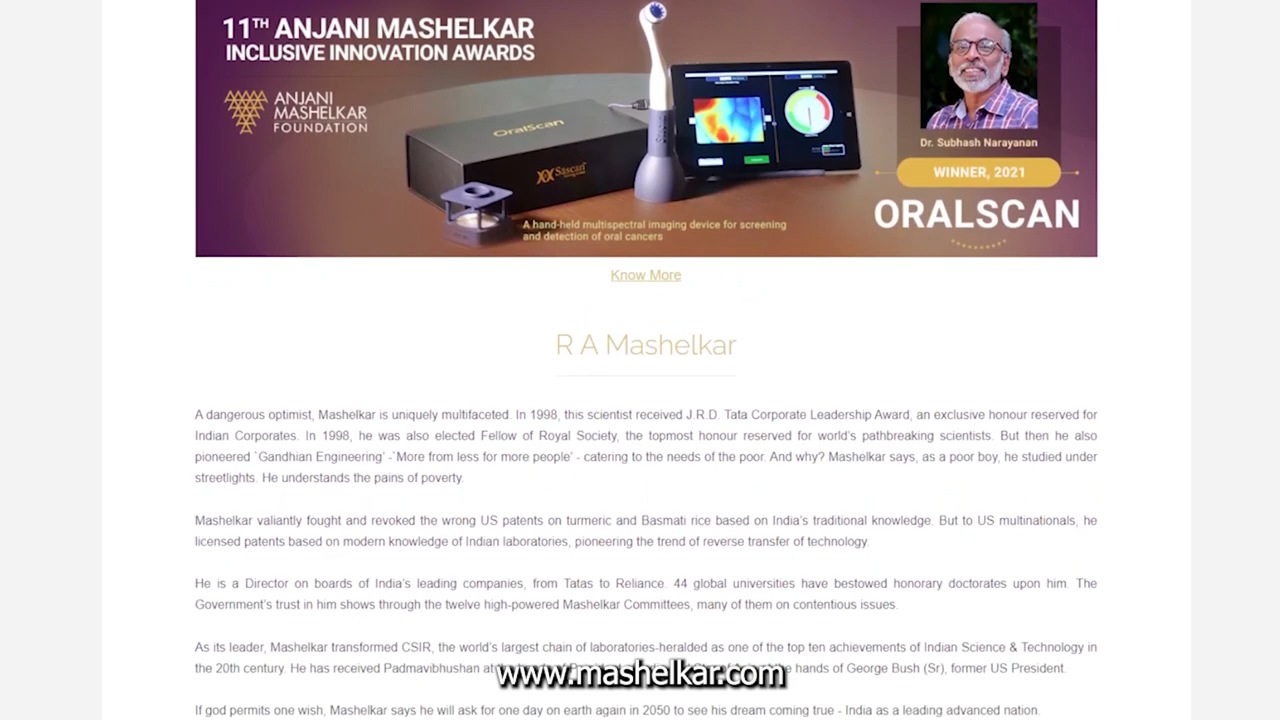 11TH ANJANI MASHELKAR
INCLUSIVE INNOVATION AWARDS
ANJANI
MASHELKAR
FOUNDATION
OralScan
Sascan
A hand-held multispectral imaging device for screening
and detection of oral cancers
Dr. Subhash Narayanan
WINNER, 2021
ORALSCAN
Know More
R A Mashelkar
A dangerous optimist, Mashelkar is uniquely multifaceted. In 1998, this scientist received J.R.D. Tata Corporate Leadership Award, an exclusive honour reserved for
Indian Corporates. In 1998, he was also elected Fellow of Royal Society, the topmost honour reserved for world's pathbreaking scientists. But then he also
pioneered `Gandhian Engineering' -`More from less for more people' - catering to the needs of the poor. And why? Mashelkar says, as a poor boy, he studied under
streetlights. He understands the pains of poverty.
Mashelkar valiantly fought and revoked the wrong US patents on turmeric and Basmati rice based on India's traditional knowledge. But to US multinationals, he
licensed patents based on modern knowledge of Indian laboratories, pioneering the trend of reverse transfer of technology.
He is a Director on boards of India's leading companies, from Tatas to Reliance. 44 global universities have bestowed honorary doctorates upon him. The
Government's trust in him shows through the twelve high-powered Mashelkar Committees, many of them on contentious issues.
As its leader, Mashelkar transformed CSIR, the world's largest chain of laboratories-heralded as one of the top ten achievements of Indian Science & Technology in
the 20th century. He has received Padmavibhushan at the hands of George Bush (Sr), former US President.
www.mashelkar.com
If god permits one wish, Mashelkar says he will ask for one day on earth again in 2050 to see his dream coming true - India as a leading advanced nation.